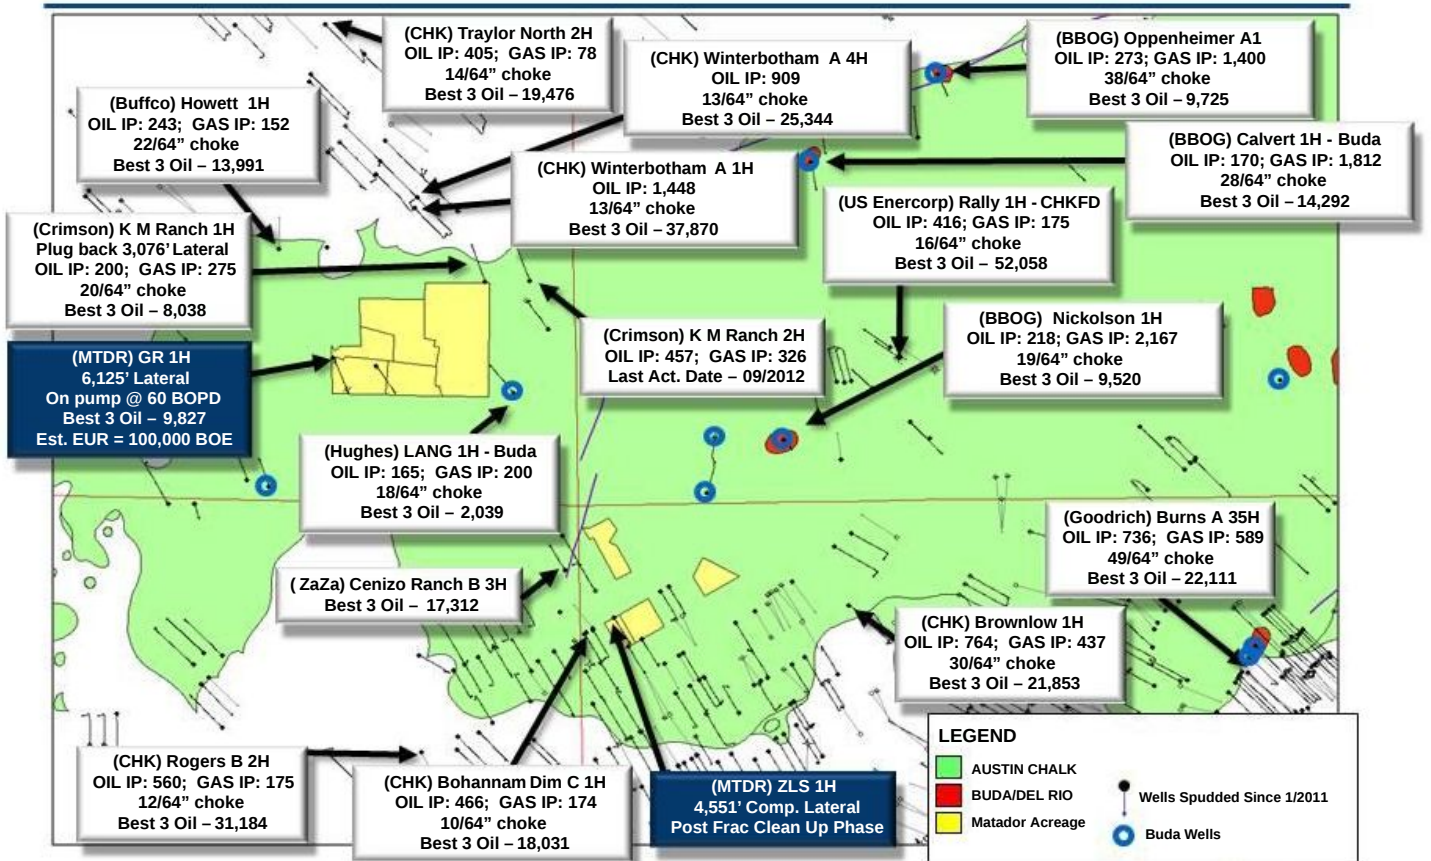 (CHK) Traylor North 2H
OIL IP: 405; GAS IP: 78
14/64” choke
Best 3 Oil – 19,476
(CHK) Winterbotham A 4H
OIL IP: 909
13/64” choke
Best 3 Oil – 25,344
(BBOG) Oppenheimer A1
OIL IP: 273; GAS IP: 1,400
38/64” choke
Best 3 Oil – 9,725
(Buffco) Howett 1H
OIL IP: 243; GAS IP: 152
22/64” choke
Best 3 Oil – 13,991
(CHK) Winterbotham A 1H
OIL IP: 1,448
13/64” choke
Best 3 Oil – 37,870
(BBOG) Calvert 1H - Buda
OIL IP: 170; GAS IP: 1,812
28/64” choke
Best 3 Oil – 14,292
(US Enercorp) Rally 1H - CHKFD
OIL IP: 416; GAS IP: 175
16/64” choke
Best 3 Oil – 52,058
(Crimson) K M Ranch 1H
Plug back 3,076’ Lateral
OIL IP: 200; GAS IP: 275
20/64” choke
Best 3 Oil – 8,038
(Crimson) K M Ranch 2H
OIL IP: 457; GAS IP: 326
Last Act. Date – 09/2012
(BBOG) Nickolson 1H
OIL IP: 218; GAS IP: 2,167
19/64” choke
Best 3 Oil – 9,520
(MTDR) GR 1H
6,125’ Lateral
On pump @ 60 BOPD
Best 3 Oil – 9,827
Est. EUR = 100,000 BOE
(Hughes) LANG 1H - Buda
OIL IP: 165; GAS IP: 200
18/64” choke
Best 3 Oil – 2,039
(Goodrich) Burns A 35H
OIL IP: 736; GAS IP: 589
49/64” choke
Best 3 Oil – 22,111
( ZaZa) Cenizo Ranch B 3H
Best 3 Oil – 17,312
(CHK) Brownlow 1H
OIL IP: 764; GAS IP: 437
30/64” choke
Best 3 Oil – 21,853
(CHK) Rogers B 2H
OIL IP: 560; GAS IP: 175
12/64” choke
Best 3 Oil – 31,184
(CHK) Bohannam Dim C 1H
OIL IP: 466; GAS IP: 174
10/64” choke
Best 3 Oil – 18,031
(MTDR) ZLS 1H
4,551’ Comp. Lateral
Post Frac Clean Up Phase
LEGEND
AUSTIN CHALK
BUDA/DEL RIO
Matador Acreage
Wells Spudded Since 1/2011
Buda Wells